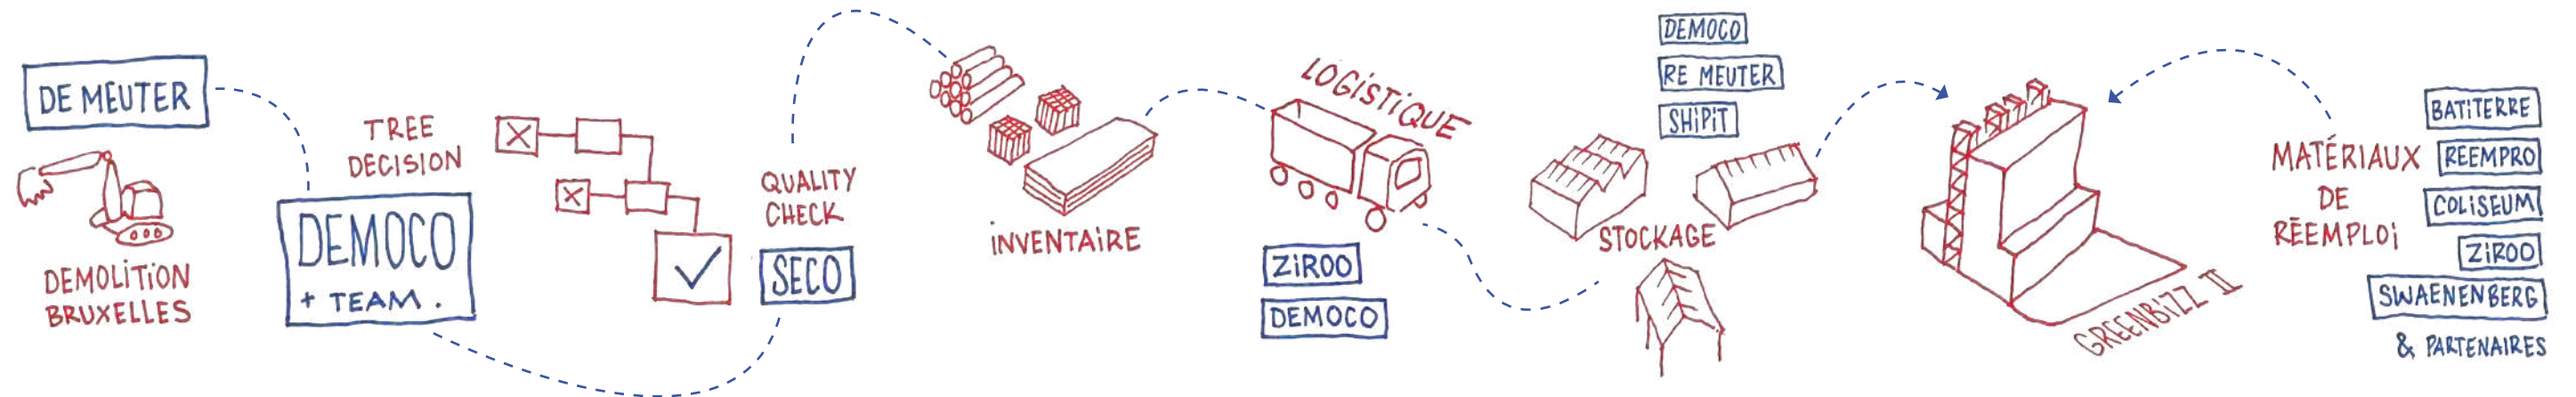 DE MEUTER
DEMOLITION
BRUXELLES
TREE
DECISION
DEMOCO
+ TEAM.
QUALITY
CHECK
SECO
INVENTAIRE
LOGISTIQUE
ZIROO
DEMOCO
DEMOCO
RE MEUTER
SHIPIT
STOCKAGE
GREENBIZZ II
MATÉRIAUX
DE
RÉEMPLOI
BATITERRE
REEMPRO
COLISEUM
ZIROO
SWAENENBERG
& PARTENAIRES